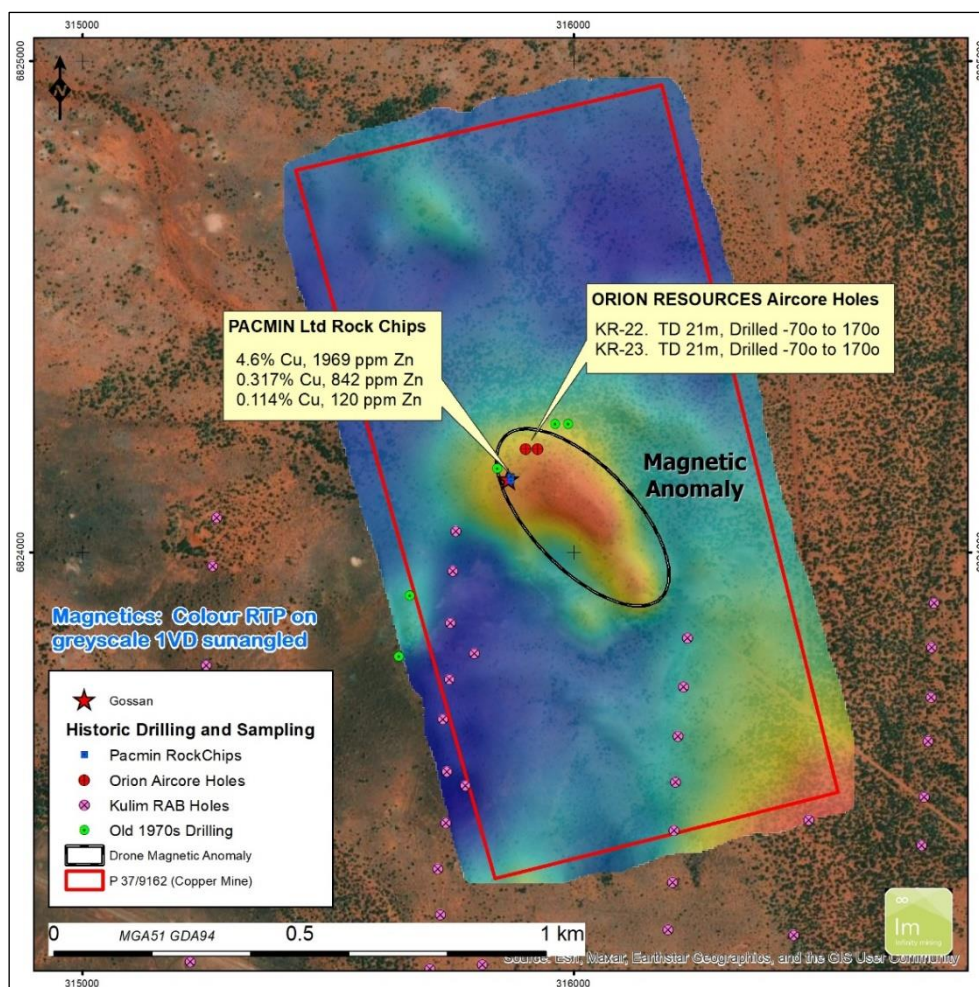 315000
316000
6825000
N
ORION RESOURCES Aircore Holes
KR-22.  TD 21m, Drilled -70o to 170o
KR-23.  TD 21m, Drilled -70o to 170o
PACMIN Ltd Rock Chips
4.6% Cu, 1969 ppm Zn
0.317% Cu, 842 ppm Zn
0.114% Cu, 120 ppm Zn
Magnetic
Anomaly
6824000
Magnetics:  Colour RTP on
greyscale 1VD sunangled
Gossan
Historic Drilling and Sampling
Pacmin RockChips
Orion Aircore Holes
Kulim RAB Holes
Old 1970s Drilling
Drone Magnetic Anomaly
P 37/9162 (Copper Mine)
0
0.5
1 km
MGA51 GDA94
Im
infinity mining
Source: Esri, Maxar, Earthstar Geographics, and the GIS User Community
315000
316000